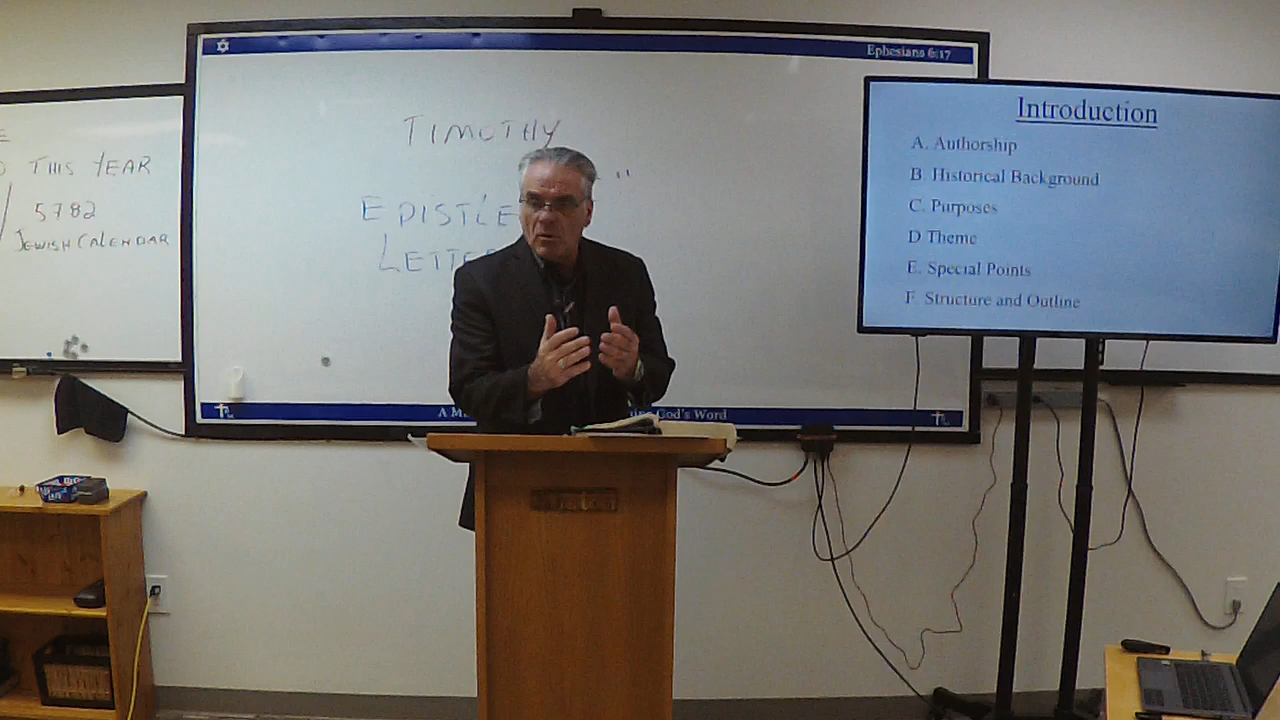 THIS YEAR
5782
JEWISH CALENDAR
Ephesians 6:17
TIMOTHY
"
EPISTLE
LETTE
A M
God's Word
Introduction
A. Authorship
B. Historical Background
C. Purposes
D Theme
E. Special Points
F. Structure and Outline